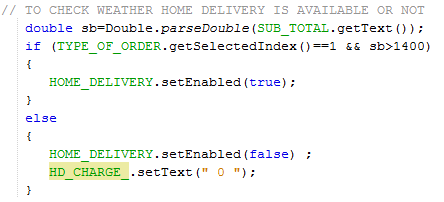 // TO CHECK WEATHER HOME DELIVERY IS AVAILABLE OR NOT
double sb=Double.parseDouble(SUB_TOTAL.getText());
if (TYPE_OF_ORDER.getSelectedIndex()==1 && sb>1400)
{
HOME_DELIVERY.setEnabled(true);
}
else
{
HOME_DELIVERY.setEnabled(false) ;
HD_CHARGE_.setText(" 0 ");
}